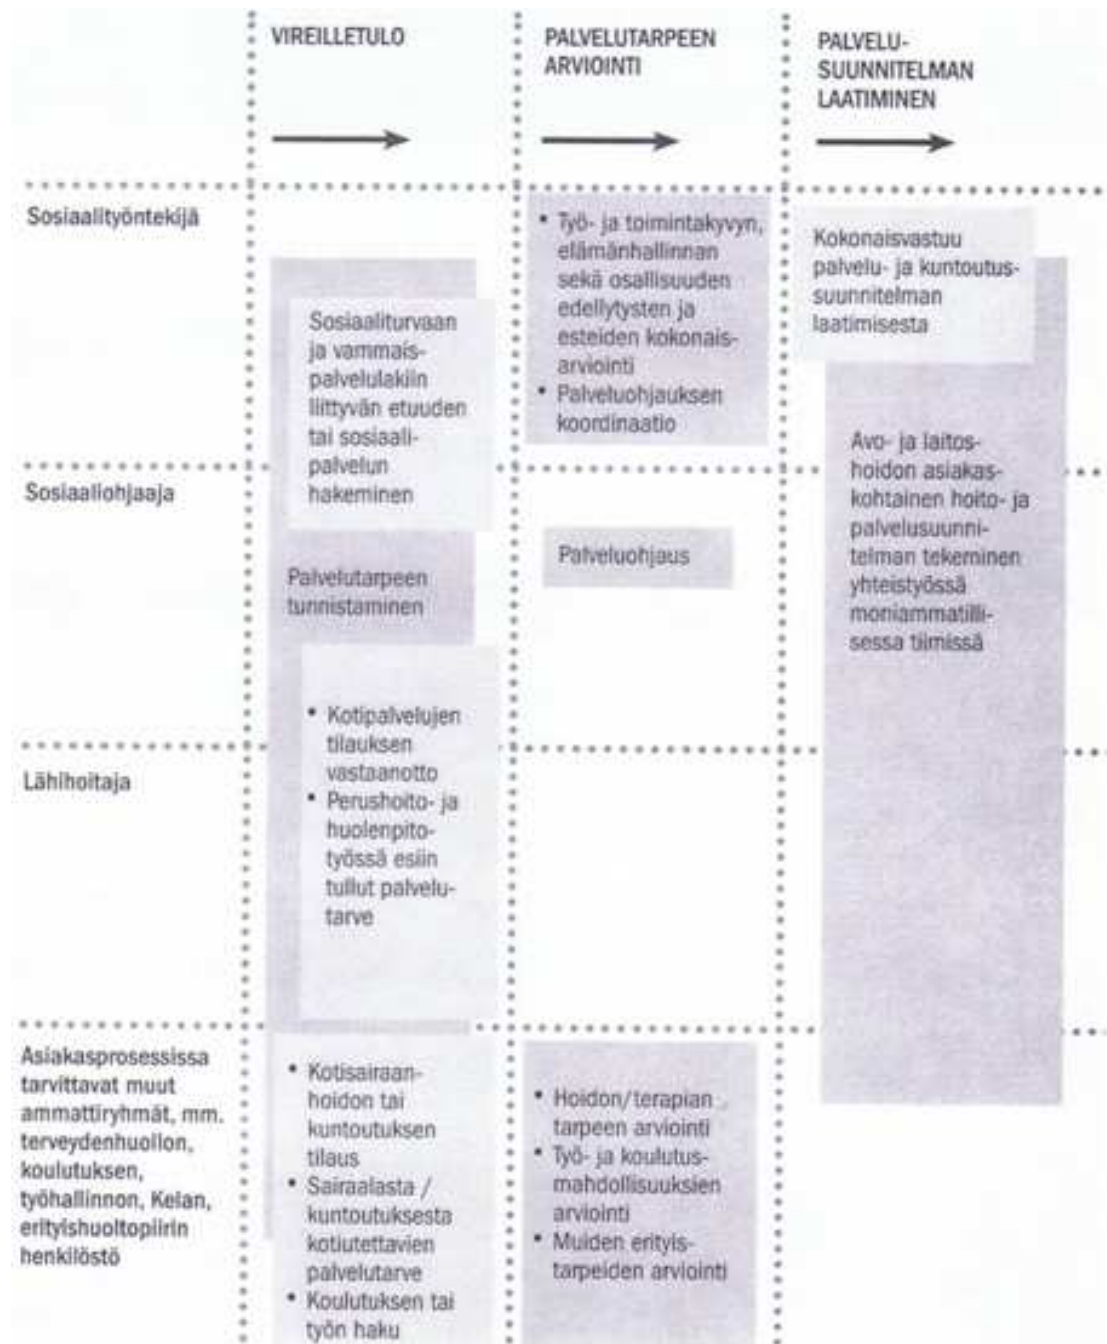 VIREILLETULO
PALVELUTARPEEN
ARVIOINTI
PALVELU-
SUUNNITELMAN
LAATIMINEN
Sosiaalityöntekijä
Sosiaaliturvaan
ja vammais-
palvelulakiin
liittyvän etuuden
tai sosiaali-
palvelun
hakeminen
• Työ- ja toimintakyvyn,
elämänhallinnan
sekä osallisuuden
edellytysten ja
esteiden kokonais-
arviointi
• Palveluohjauksen
koordinaatio
Kokonaisvastuu
palvelu- ja kuntoutus-
suunnitelman
laatimisesta
Avo- ja laitos-
hoidon asiakas-
kohtainen hoito- ja
palvelusuunni-
telman tekeminen
yhteistyössä
moniammatilli-
sessa tiimissä
Sosiaaliohjaaja
Palvelutarpeen
tunnistaminen
Palveluohjaus
Lähihoitaja
• Kotipalvelujen
tilauksen
vastaanotto
• Perushoito- ja
huolenpito-
työssä esiin
tullut palvelu-
tarve
Asiakasprosessissa
tarvittavat muut
ammattiryhmät, mm.
terveydenhuollon,
koulutuksen,
työhallinnon, Kelan,
erityishuoltopiirin
henkilöstö
• Kotisairaan-
hoidon tai
kuntoutuksen
tilaus
• Sairaalasta /
kuntoutuksesta
kotiutettavien
palvelutarve
• Koulutuksen tai
työn haku
• Hoidon/terapian
tarpeen arviointi
• Työ- ja koulutus-
mahdollisuuksien
arviointi
• Muiden erityis-
tarpeiden arviointi